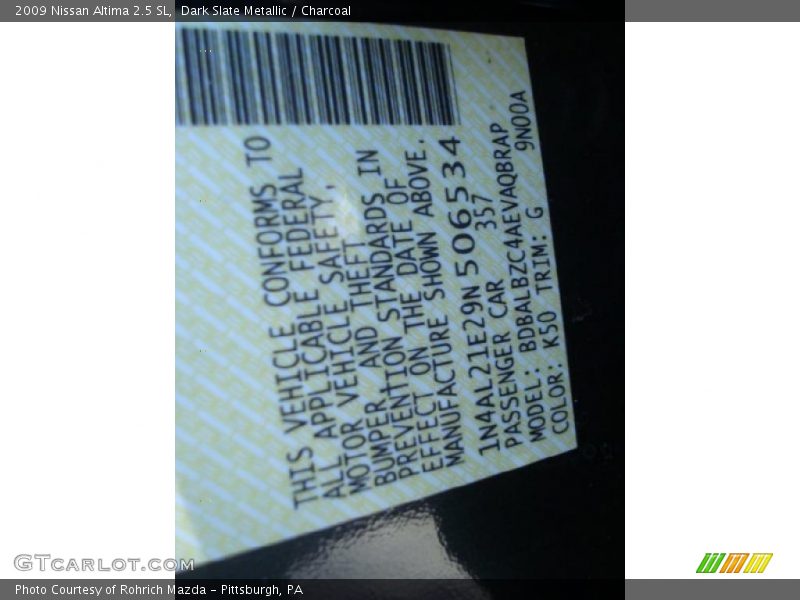 2009 Nissan Altima 2.5 SL, Dark Slate Metallic / Charcoal
THIS VEHICLE CONFORMS TO
ALL APPLICABLE FEDERAL
MOTOR VEHICLE SAFETY,
BUMPER AND THEFT
PREVENTION STANDARDS IN
EFFECT ON THE DATE OF
MANUFACTURE SHOWN ABOVE.
1N4AL21E29N506534
PASSENGER CAR 357
MODEL: BDBALBZC4AEVAQBRAP
COLOR: K50 TRIM: G 9N00A
GTcarlot.com
Photo Courtesy of Rohrich Mazda - Pittsburgh, PA